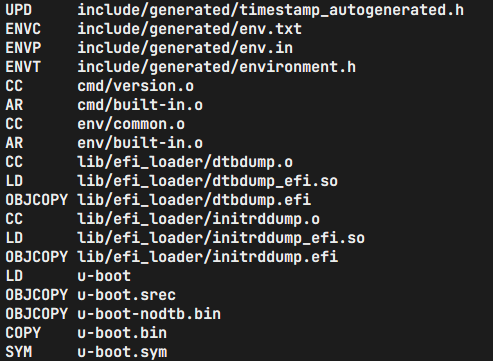 UPD     include/generated/timestamp_autogenerated.h
ENVC    include/generated/env.txt
ENVP    include/generated/env.in
ENVT    include/generated/environment.h
CC      cmd/version.o
AR      cmd/built-in.o
CC      env/common.o
AR      env/built-in.o
CC      lib/efi_loader/dtbdump.o
LD      lib/efi_loader/dtbdump_efi.so
OBJCOPY lib/efi_loader/dtbdump.efi
CC      lib/efi_loader/initrddump.o
LD      lib/efi_loader/initrddump_efi.so
OBJCOPY lib/efi_loader/initrddump.efi
LD      u-boot
OBJCOPY u-boot.srec
OBJCOPY u-boot-nodtb.bin
COPY    u-boot.bin
SYM     u-boot.sym